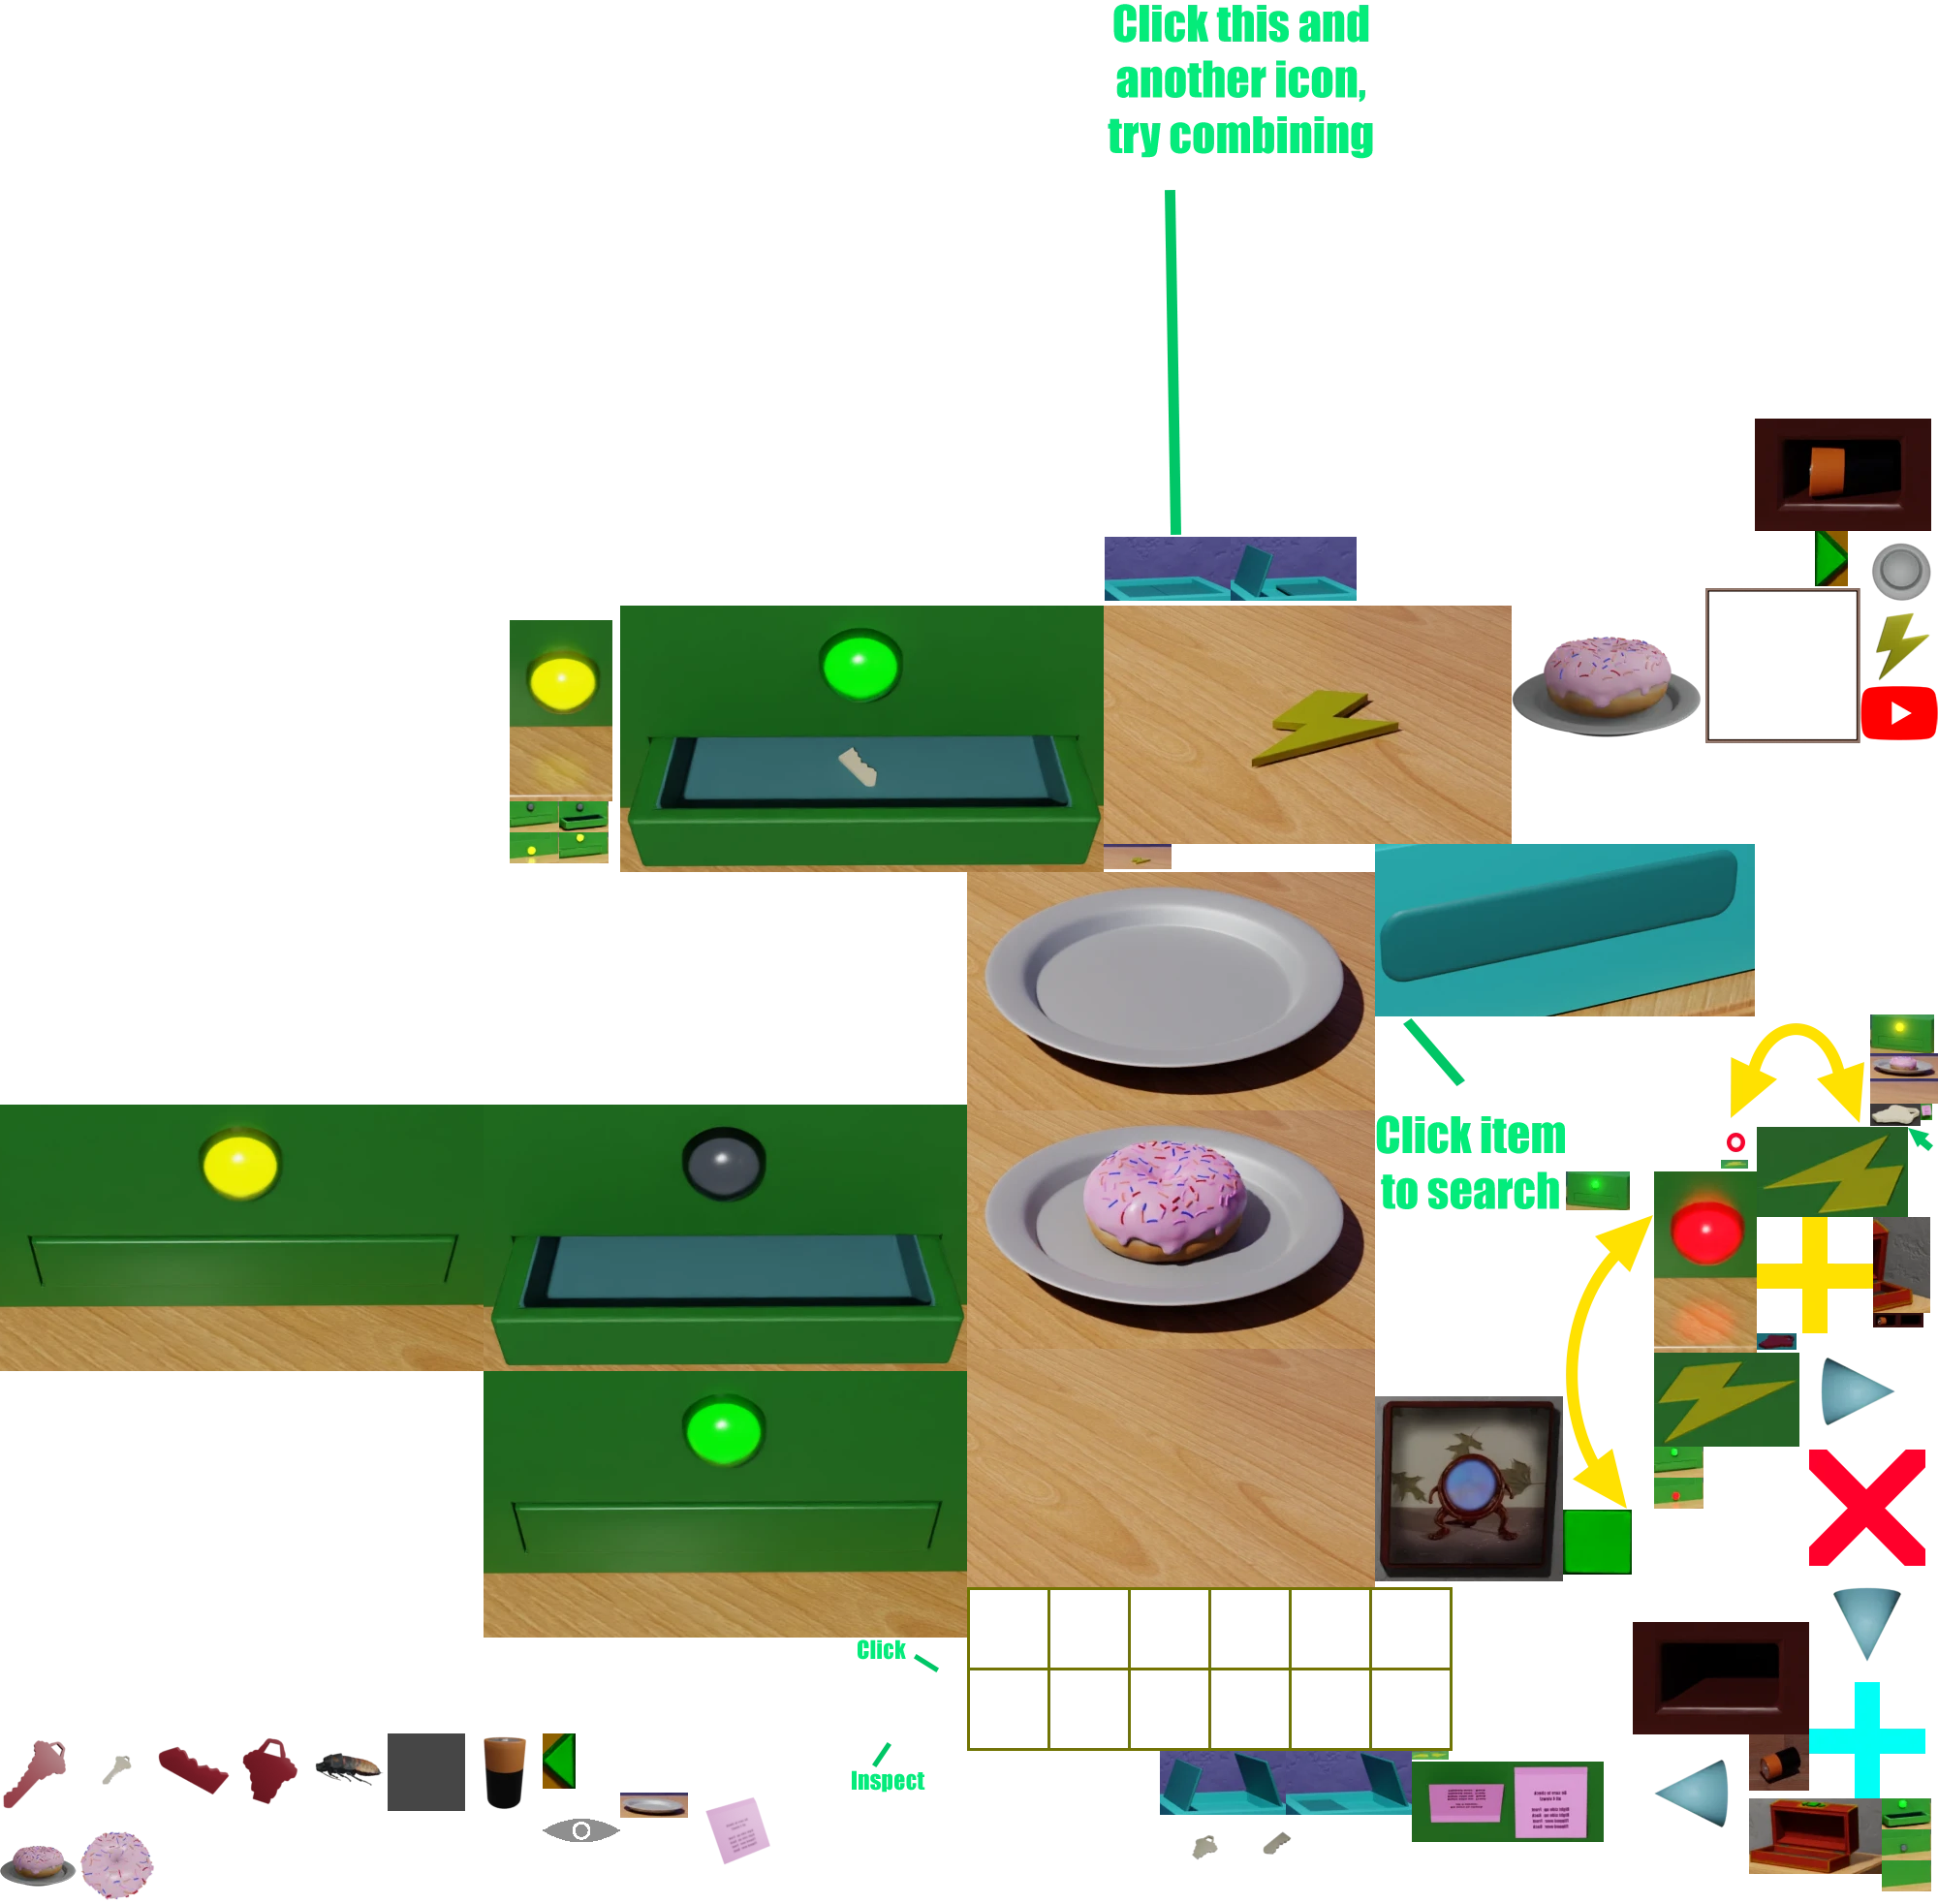 Click this and
another icon,
try combining
Click item
to search
Click
Inspect